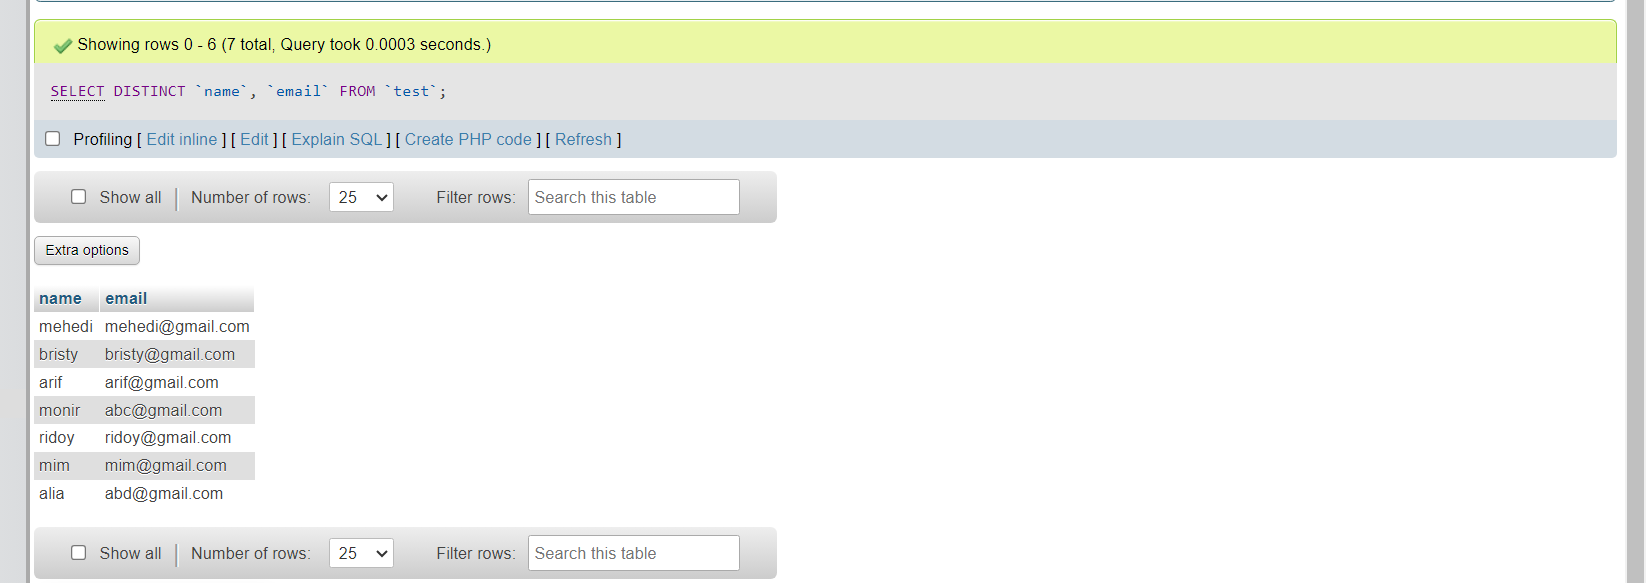 Showing rows 0 - 6 (7 total, Query took 0.0003 seconds.)
SELECT DISTINCT `name`, `email` FROM `test`;
Profiling [ Edit inline ] [ Edit ] [ Explain SQL ] [ Create PHP code ] [ Refresh ]
Show all | Number of rows: 25 Filter rows: Search this table
Extra options
name email
mehedi mehedi@gmail.com
bristy bristy@gmail.com
arif arif@gmail.com
monir abc@gmail.com
ridoy ridoy@gmail.com
mim mim@gmail.com
alia abd@gmail.com
Show all | Number of rows: 25 Filter rows: Search this table